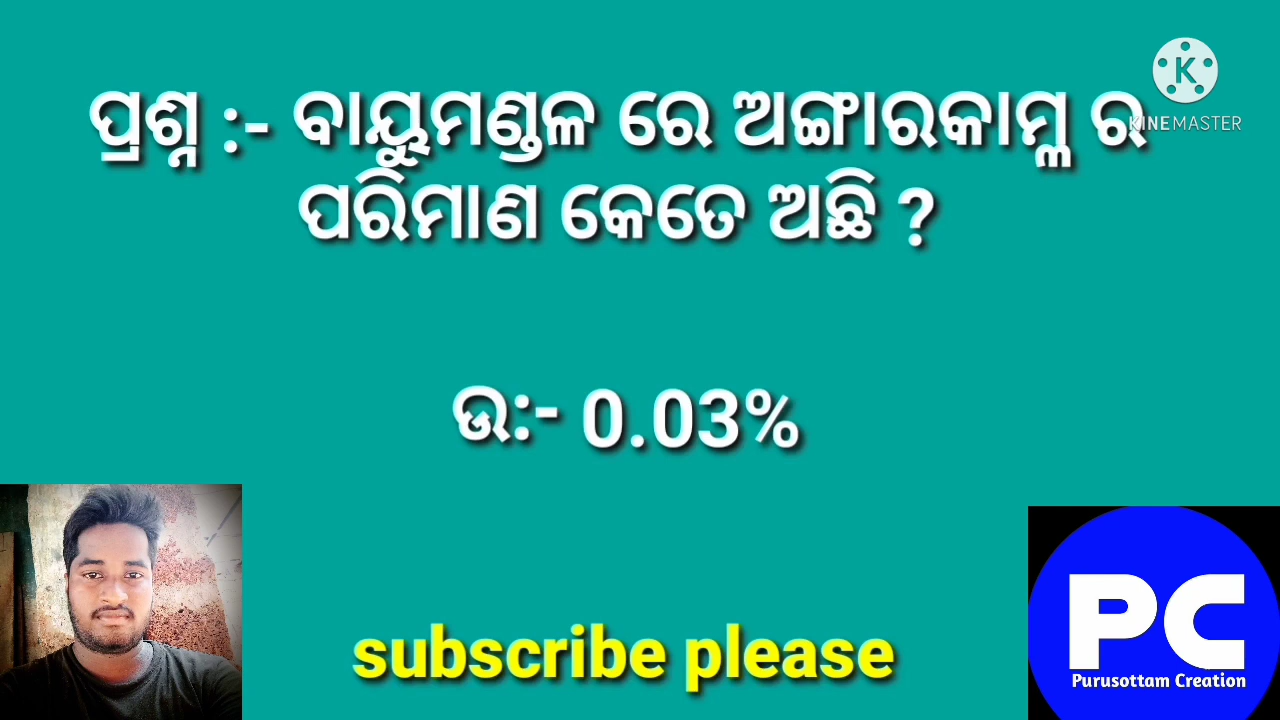 ପ୍ରଶ୍ନ :- ବାୟୁମଣ୍ଡଳ ରେ ଅଙ୍ଗାରକାମ୍ଳ ର
ପରିମାଣ କେତେ ଅଛି ?
K
KINEMASTER
ଉ:- 0.03%
subscribe please
PC
Purusottam Creation